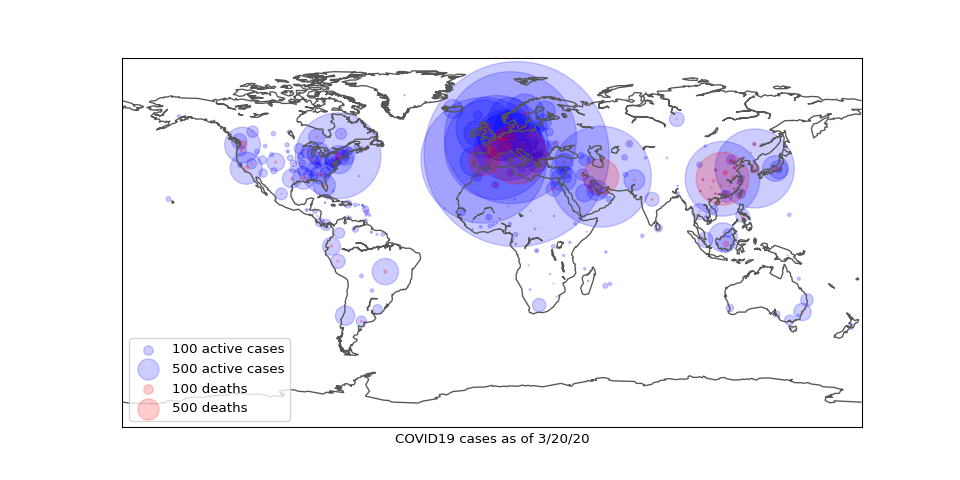 100 active cases
500 active cases
100 deaths
500 deaths
COVID19 cases as of 3/20/20